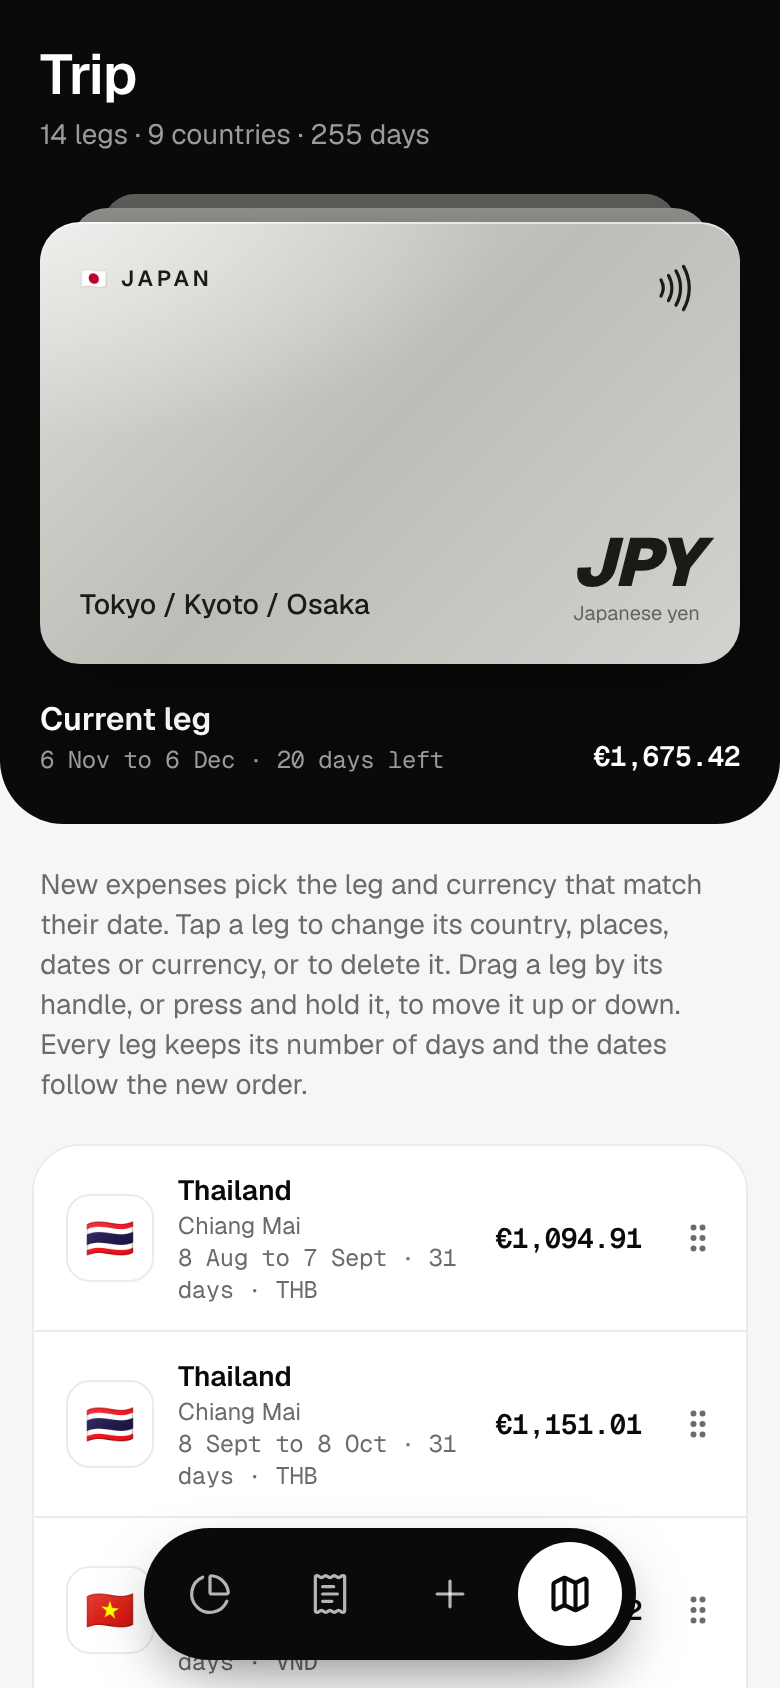 Trip
14 legs · 9 countries · 255 days
JAPAN
JPY
Tokyo / Kyoto / Osaka
Japanese yen
Current leg
6 Nov to 6 Dec · 20 days left
€1,675.42
New expenses pick the leg and currency that match
their date. Tap a leg to change its country, places,
dates or currency, or to delete it. Drag a leg by its
handle, or press and hold it, to move it up or down.
Every leg keeps its number of days and the dates
follow the new order.
Thailand
Chiang Mai
8 Aug to 7 Sept · 31
days · THB
€1,094.91
Thailand
Chiang Mai
8 Sept to 8 Oct · 31
days · THB
€1,151.01
2
days · VND